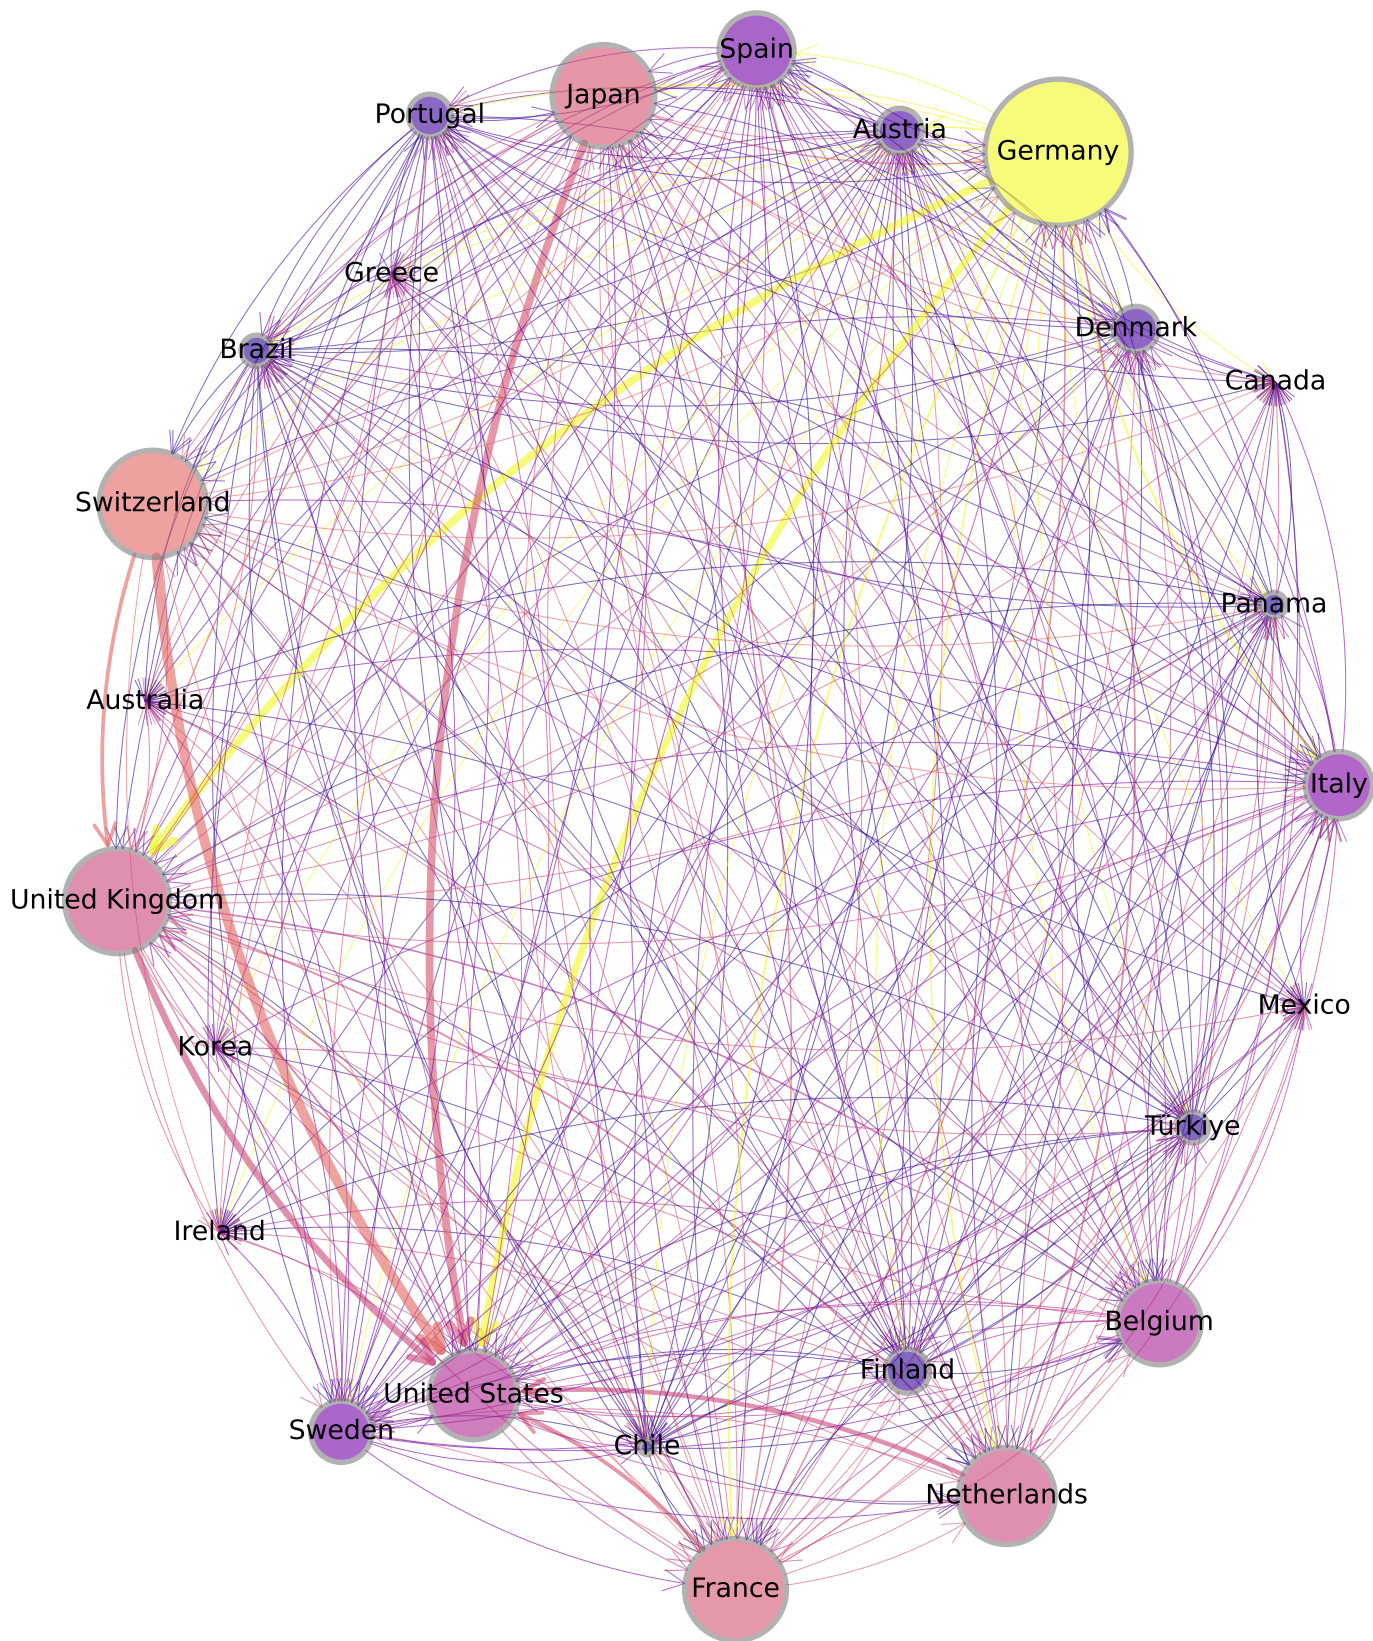 Spain
Japan
Portugal
Austria
Germany
Greece
Denmark
Brazil
Canada
Switzerland
Panama
Australia
Italy
United Kingdom
Mexico
Korea
Türkiye
Ireland
Belgium
Finland
United States
Sweden
Chile
Netherlands
France